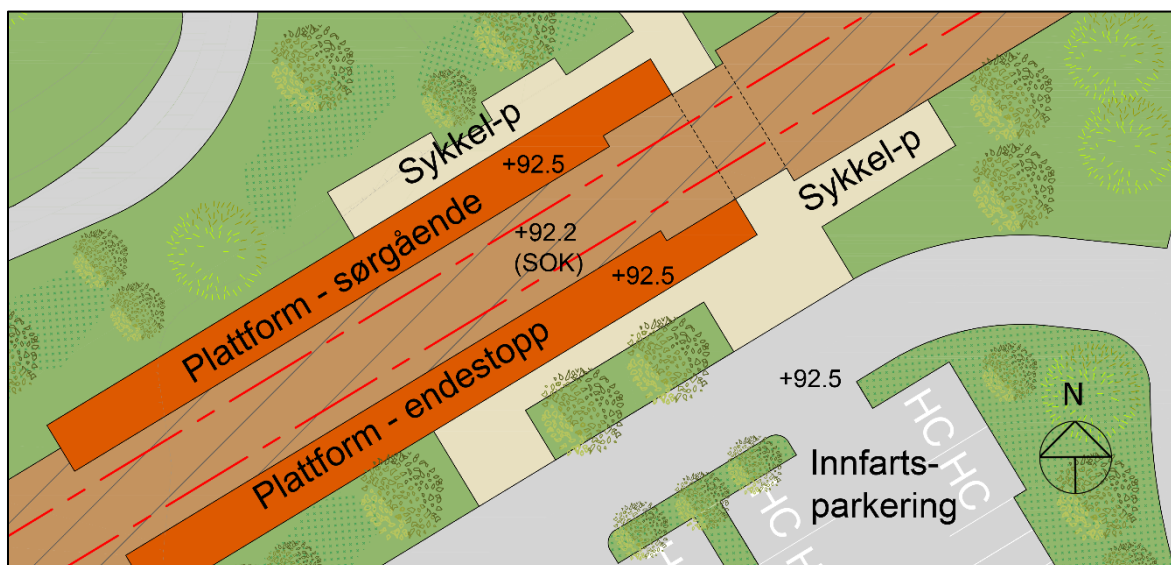 Sykkel-p
+92.5
Sykkel-p
Plattform - sørgående
+92.2
(SOK)
+92.5
Plattform - endestopp
+92.5
N
HC
HC
Innfarts-
parkering
HC